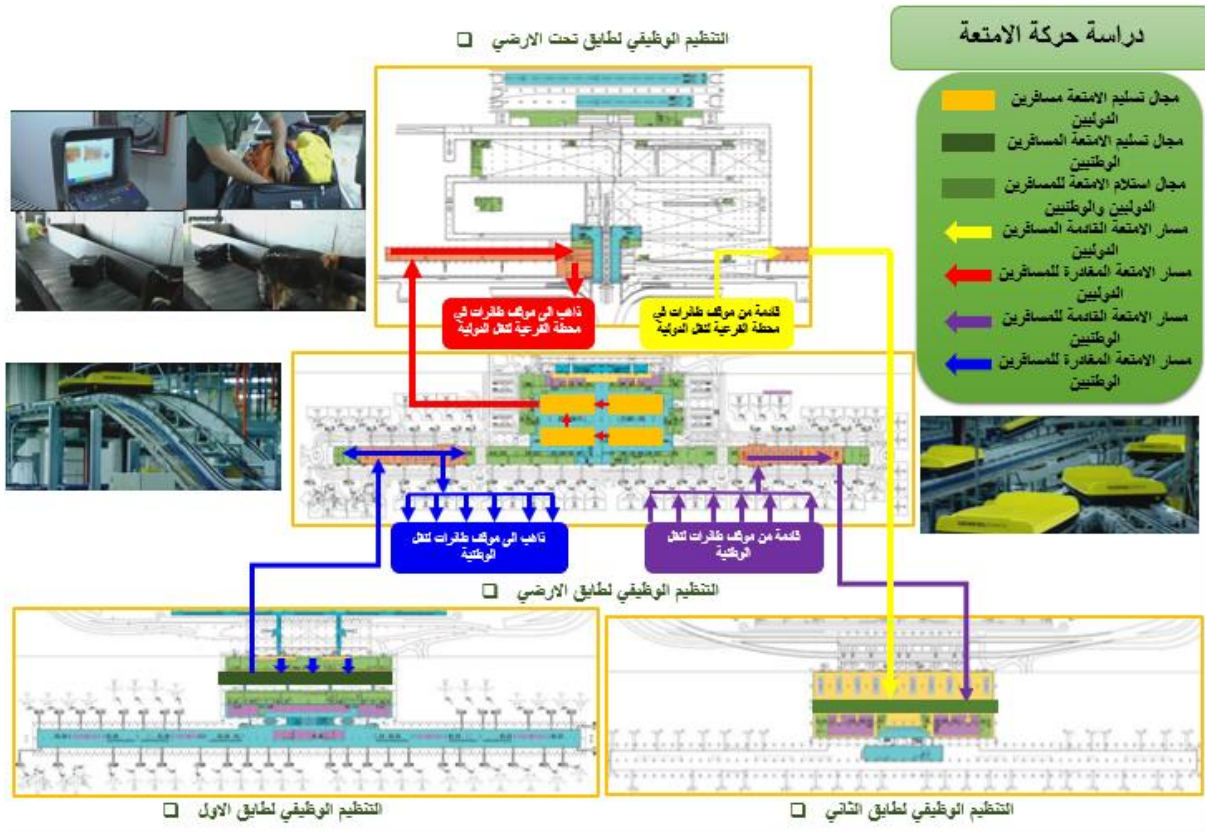 دراسة حركة الامتعة
التنظيم الوظيفي لطابق تحت الارضي
مجال تسليم الامتعة مسافرين
الدوليين
مجال تسليم الامتعة المسافرين
الوطنيين
مجال استلام الامتعة للمسافرين
الدوليين والوطنيين
مسار الامتعة القادمة المسافرين
الدوليين
مسار الامتعة المغادرة للمسافرين
الدوليين
مسار الامتعة القادمة للمسافرين
الوطنيين
مسار الامتعة المغادرة للمسافرين
الوطنيين
قادمة من موقف طائرات في
محطة الفرعية لنقل الدولية
ذاهب الى موقف طائرات في
محطة الفرعية لنقل الدولية
قادمة من موقف طائرات لنقل
الوطنية
ذاهب الى موقف طائرات لنقل
الوطنية
التنظيم الوظيفي لطابق الارضي
التنظيم الوظيفي لطابق الثاني
التنظيم الوظيفي لطابق الاول